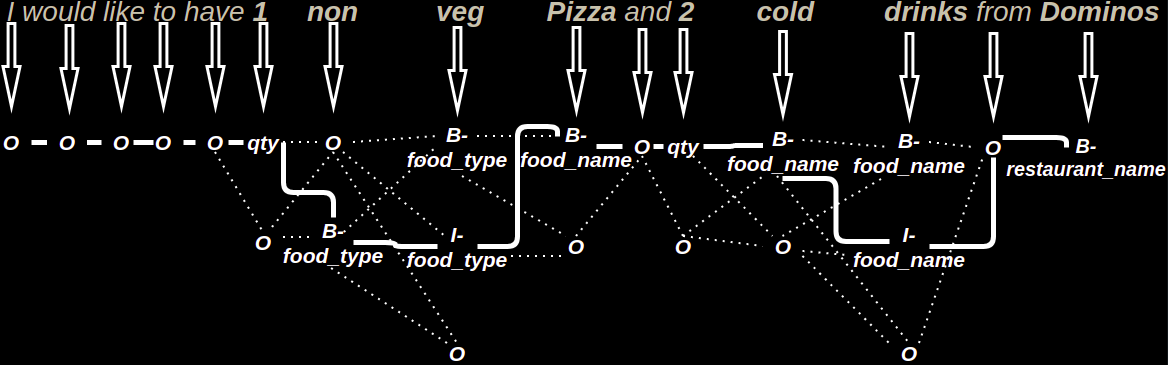 I would like to have 1 non veg Pizza and 2 cold drinks from Dominos
O O O O O qty O B- B- O qty B- B- O B-
food_type food_name food_name food_name restaurant_name
O B- I- O O O I-
food_type food_type food_name
O O